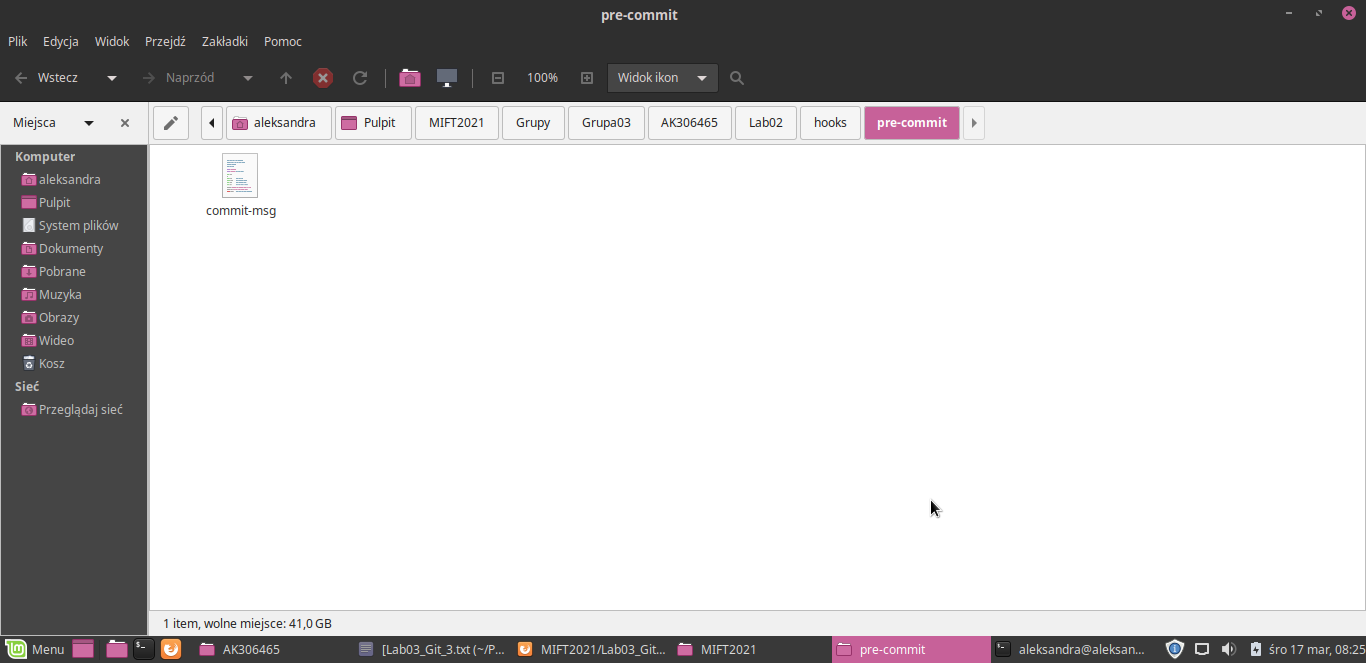 pre-commit
Plik Edycja Widok Przejdź Zakładki Pomoc
Wstecz Naprzód 100% Widok ikon
Miejsca aleksandra Pulpit MIFT2021 Grupy Grupa03 AK306465 Lab02 hooks pre-commit
Komputer
aleksandra
Pulpit
System plików
Dokumenty
Pobrane
Muzyka
Obrazy
Wideo
Kosz
Sieć
Przeglądaj sieć
commit-msg
1 item, wolne miejsce: 41,0 GB
Menu AK306465 [Lab03_Git_3.txt (~/P... MIFT2021/Lab03_Git... MIFT2021 pre-commit aleksandra@aleksan... śro 17 mar, 08:25